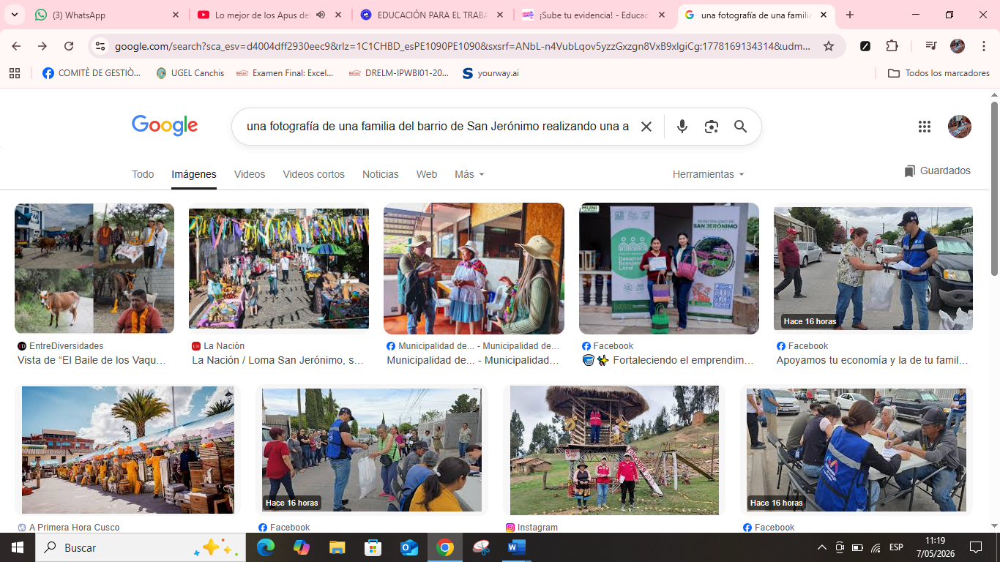 (3) WhatsApp
Lo mejor de los Apus del
EDUCACIÓN PARA EL TRABA
¡Sube tu evidencia! - Educac
una fotografía de una familia
google.com/search?sca_esv=d4004dff2930eec9&rlz=1C1CHBD_esPE1090PE1090&sxsrf=ANbL-n4VubLqov5yzzGxzgn8VxB9xlgiCg:1778169134314&udm...
COMITÈ DE GESTIÒ...
UGEL Canchis
Examen Final: Excel...
DRELM-IPWBI01-20...
yourway.ai
Todos los marcadores
Google
una fotografía de una familia del barrio de San Jerónimo realizando una a
Todo
Imágenes
Videos
Videos cortos
Noticias
Web
Más
Herramientas
Guardados
MUNI
MUNICIPALIDAD DE
SAN JERÓNIMO
Desarrollo
Económico
Local
Hace 16 horas
EntreDiversidades
Vista de “El Baile de los Vaqu...
La Nación
La Nación / Loma San Jerónimo, s...
Municipalidad de... - Municipalidad de...
Municipalidad de... - Municipalidad...
Facebook
Fortaleciendo el emprendim...
Facebook
Apoyamos tu economía y la de tu famil...
Hace 16 horas
Hace 16 horas
A Primera Hora Cusco
Facebook
Instagram
Facebook
Buscar
ESP
11:19
7/05/2026